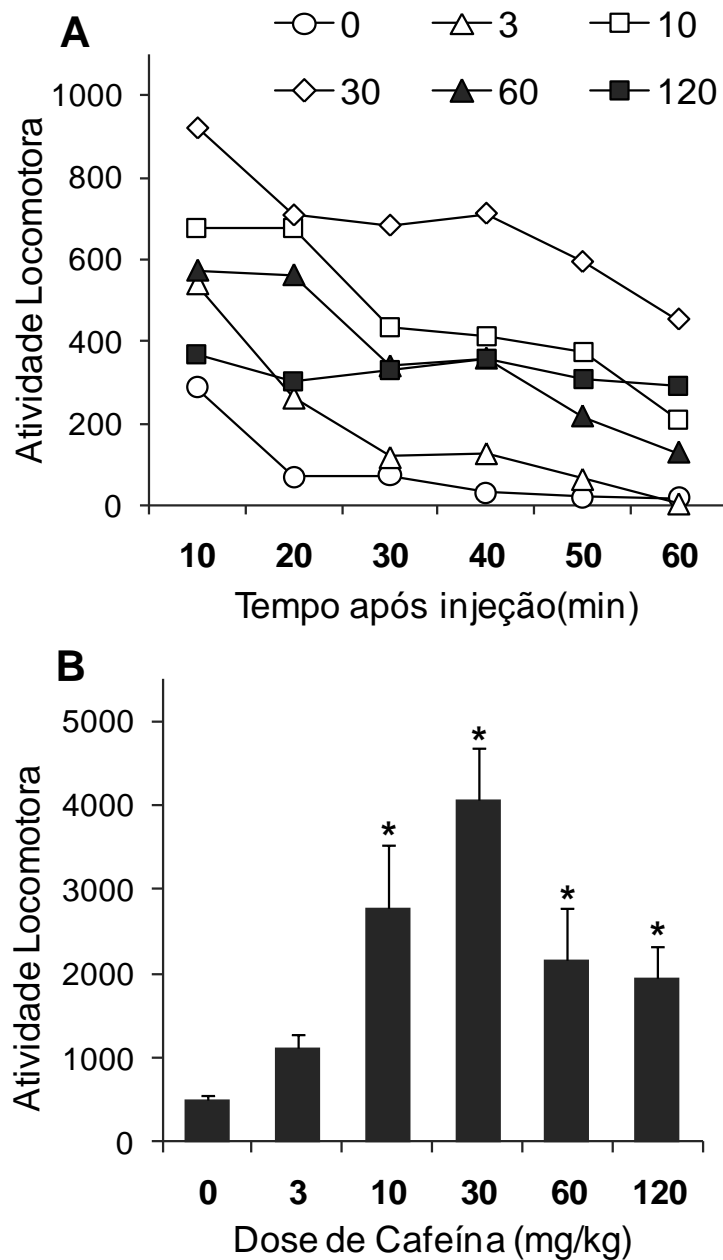 A
0 3 10
30 60 120
Atividade Locomotora
1000
800
600
400
200
0
10 20 30 40 50 60
Tempo após injeção(min)
B
Atividade Locomotora
5000
4000
3000
2000
1000
0
* * * *
0 3 10 30 60 120
Dose de Cafeína (mg/kg)